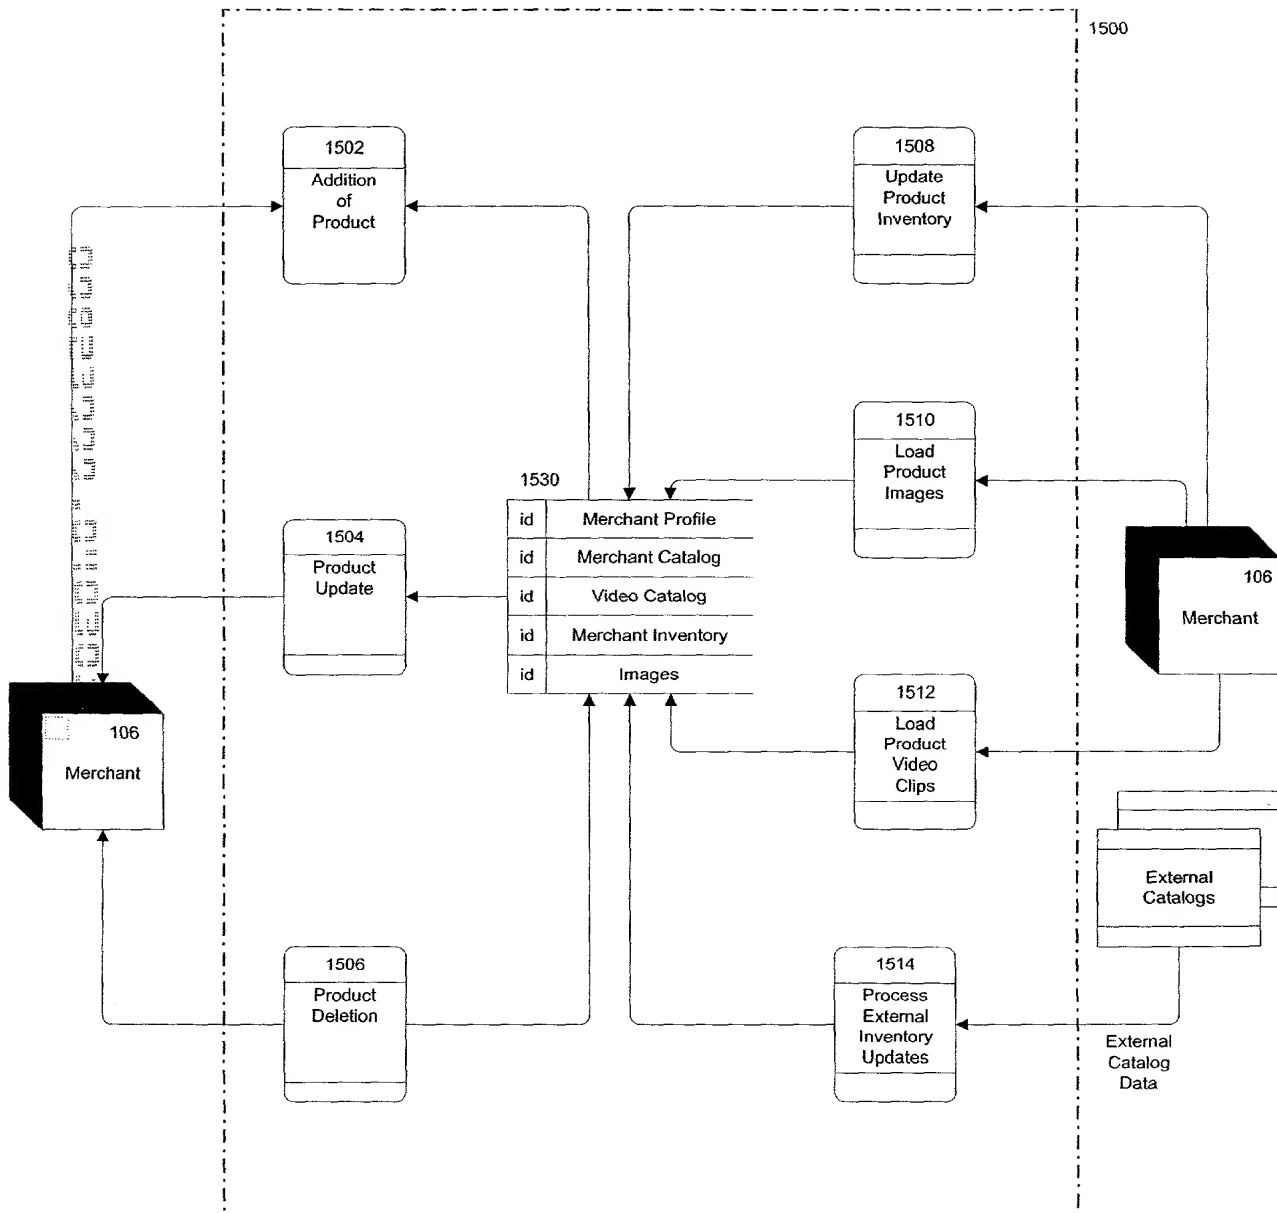 1500
1502
Addition
of
Product
1508
Update
Product
Inventory
1510
Load
Product
Images
1530
id Merchant Profile
id Merchant Catalog
id Video Catalog
id Merchant Inventory
id Images
1504
Product
Update
106
Merchant
106
Merchant
1512
Load
Product
Video
Clips
External
Catalogs
1506
Product
Deletion
1514
Process
External
Inventory
Updates
External
Catalog
Data